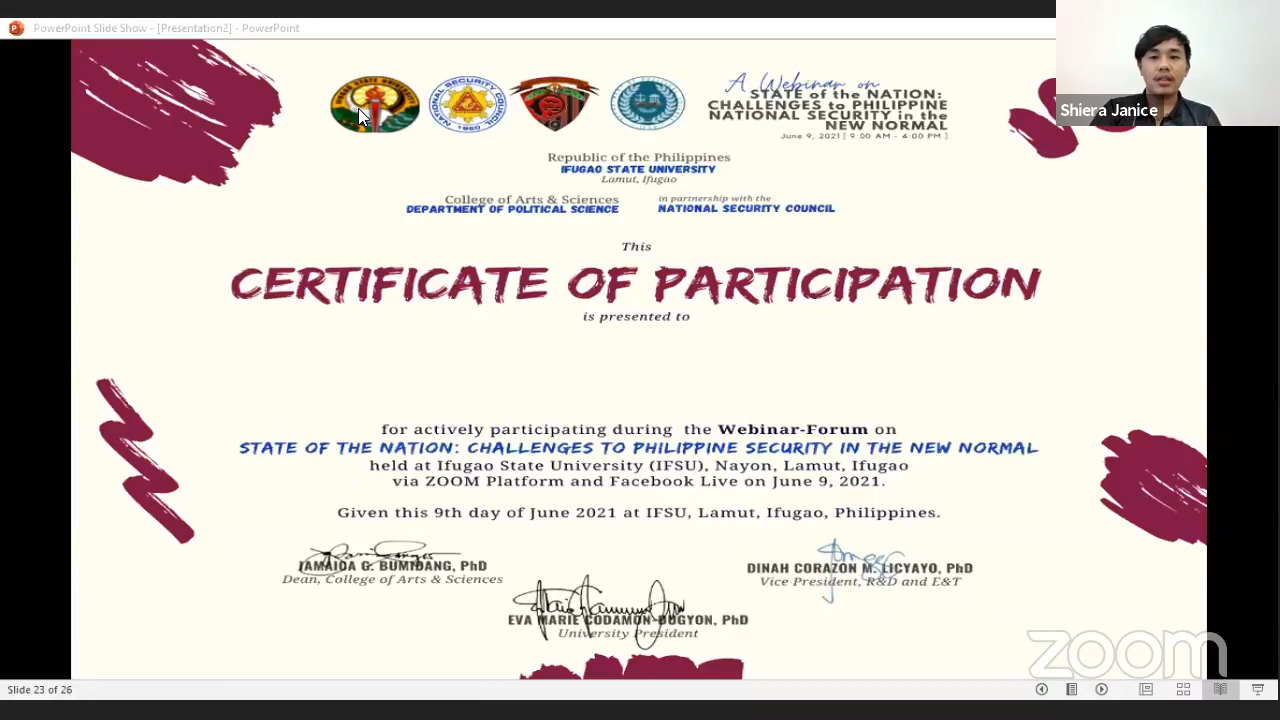 PowerPoint Slide Show - [Presentation2] - PowerPoint
Shiera Janice
A Webinar on
STATE of the NATION:
CHALLENGES to PHILIPPINE
NATIONAL SECURITY in the
NEW NORMAL
June 9, 2021 [ 9:00 AM - 4:00 PM ]
Republic of the Philippines
IFUGAO STATE UNIVERSITY
Lamut, Ifugao
College of Arts & Sciences
DEPARTMENT OF POLITICAL SCIENCE
in partnership with the
NATIONAL SECURITY COUNCIL
This
CERTIFICATE OF PARTICIPATION
is presented to
for actively participating during the Webinar-Forum on
STATE OF THE NATION: CHALLENGES TO PHILIPPINE SECURITY IN THE NEW NORMAL
held at Ifugao State University (IFSU), Nayon, Lamut, Ifugao
via ZOOM Platform and Facebook Live on June 9, 2021.
Given this 9th day of June 2021 at IFSU, Lamut, Ifugao, Philippines.
JAMAICA G. BUMIDANG, PhD
Dean, College of Arts & Sciences
DINAH CORAZON M. LICYAYO, PhD
Vice President, R&D and E&T
EVA MARIE CODAMON-DUGYON, PhD
University President
zoom
Slide 23 of 26